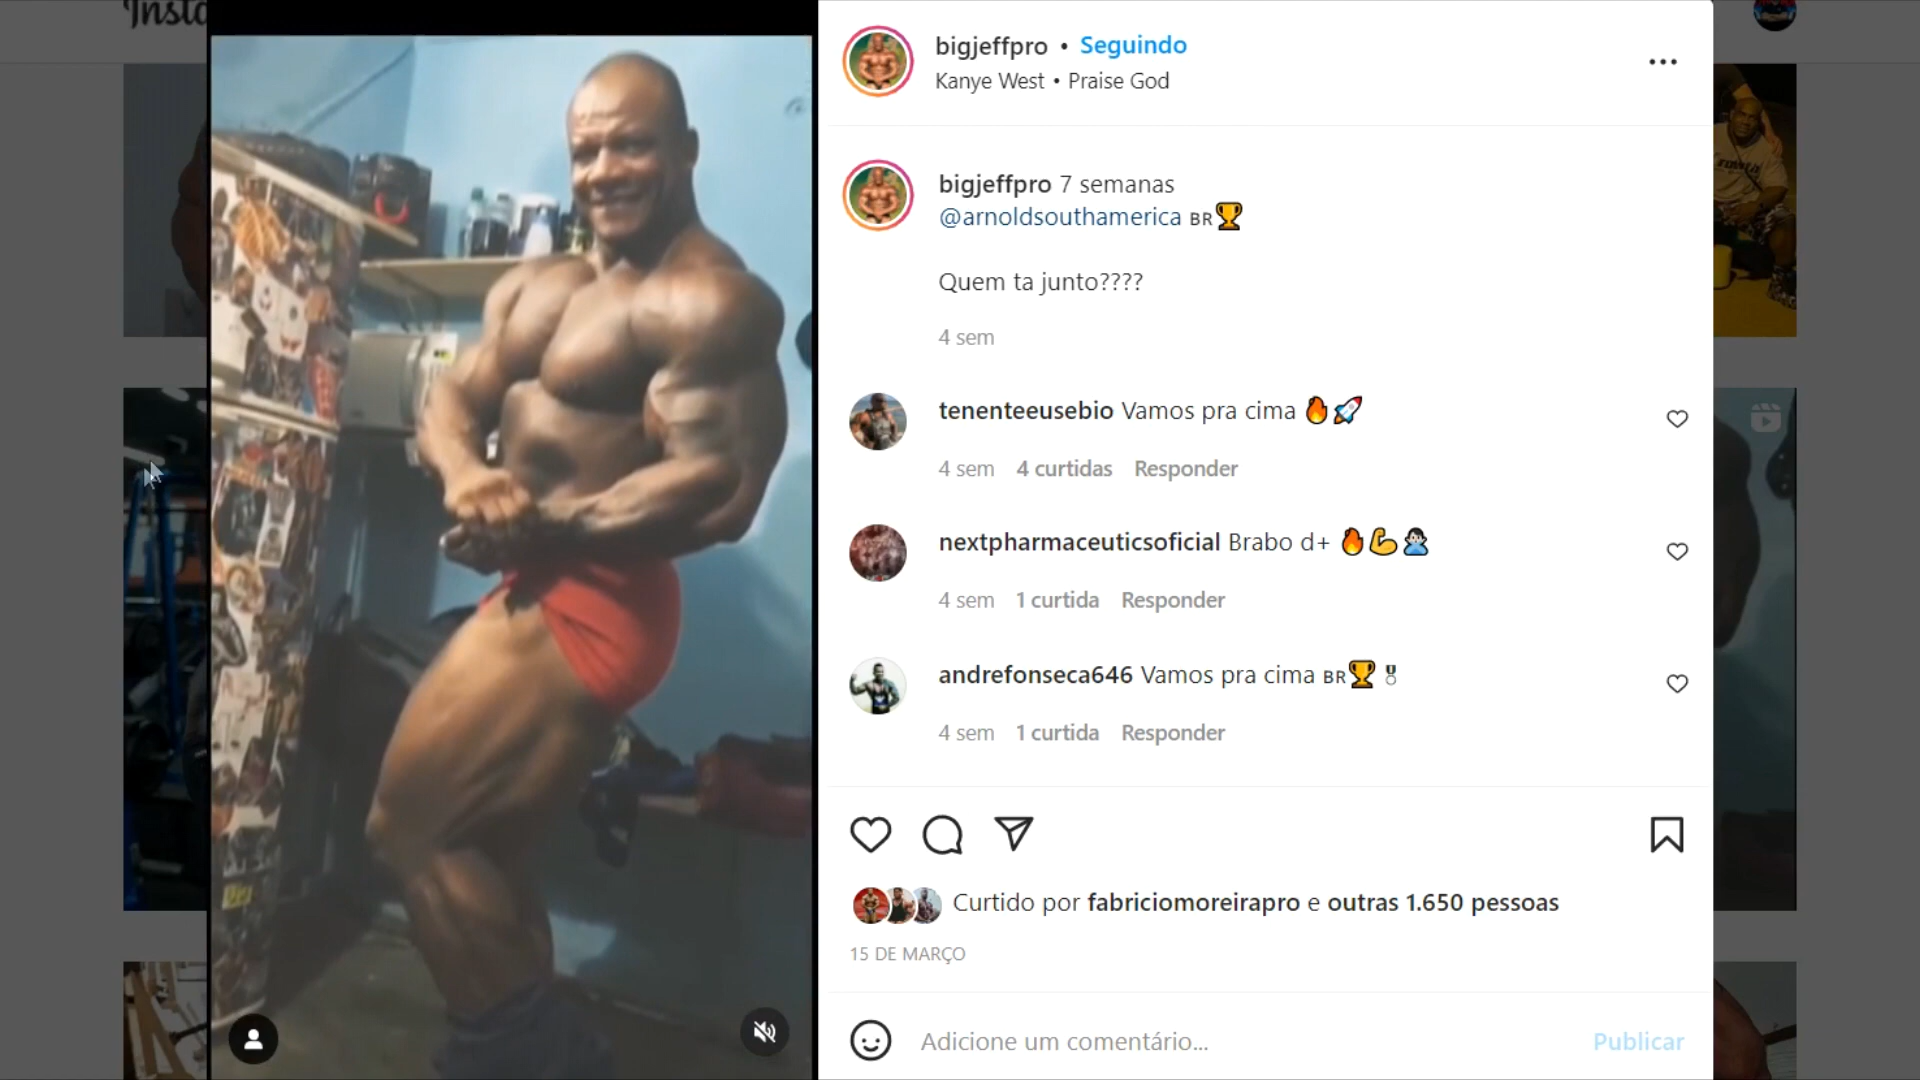 Insta
bigjeffpro • Seguindo
Kanye West • Praise God
bigjeffpro 7 semanas
@arnoldsouthamerica BR🏆
Quem ta junto????
4 sem
tenenteeusebio Vamos pra cima 🔥🚀
4 sem 4 curtidas Responder
nextpharmaceuticsoficial Brabo d+ 🔥💪🙅🏻‍♂️
4 sem 1 curtida Responder
andrefonseca646 Vamos pra cima BR🏆🎖
4 sem 1 curtida Responder
Curtido por fabriciomoreirapro e outras 1.650 pessoas
15 DE MARÇO
Adicione um comentário...
Publicar